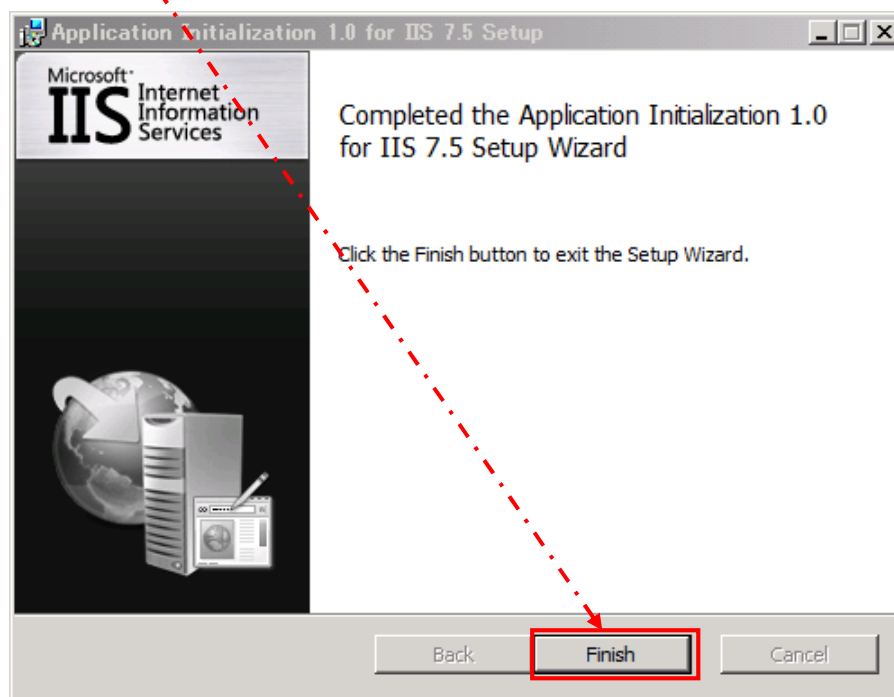 Application Initialization 1.0 for IIS 7.5 Setup
Microsoft
IIS Internet
Information
Services
Completed the Application Initialization 1.0
for IIS 7.5 Setup Wizard
Click the Finish button to exit the Setup Wizard.
Back
Finish
Cancel